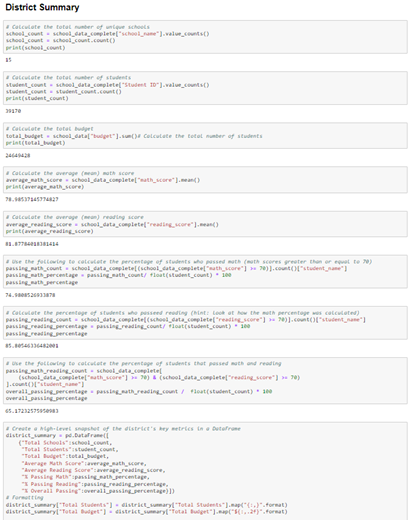 District Summary
# Calculate the total number of unique schools
school_count = school_data_complete["school_name"].value_counts()
school_count = school_count.count()
print(school_count)
15
# Calculate the total number of students
student_count = school_data_complete["Student ID"].value_counts()
student_count = student_count.count()
print(student_count)
39170
# Calculate the total budget
total_budget = school_data["budget"].sum()# Calculate the total number of students
print(total_budget)
24649428
# Calculate the average (mean) math score
average_math_score = school_data_complete["math_score"].mean()
print(average_math_score)
78.98537145774827
# Calculate the average (mean) reading score
average_reading_score = school_data_complete["reading_score"].mean()
print(average_reading_score)
81.87784018381414
# Use the following to calculate the percentage of students who passed math (math scores greater than or equal to 70)
passing_math_count = school_data_complete[(school_data_complete["math_score"] >= 70)].count()["student_name"]
passing_math_percentage = passing_math_count/ float(student_count) * 100
passing_math_percentage
74.9808526933878
# Calculate the percentage of students who passed reading (hint: Look at how the math percentage was calculated)
passing_reading_count = school_data_complete[(school_data_complete["reading_score"] >= 70)].count()["student_name"]
passing_reading_percentage = passing_reading_count/ float(student_count) * 100
passing_reading_percentage
85.80546336482001
# Use the following to calculate the percentage of students that passed math and reading
passing_math_reading_count = school_data_complete[
(school_data_complete["math_score"] >= 70) & (school_data_complete["reading_score"] >= 70)
].count()["student_name"]
overall_passing_percentage = passing_math_reading_count / float(student_count) * 100
overall_passing_percentage
65.17232575950983
# Create a high-level snapshot of the district's key metrics in a DataFrame
district_summary = pd.DataFrame([
{"Total Schools":school_count,
"Total Students":student_count,
"Total Budget":total_budget,
"Average Math Score":average_math_score,
"Average Reading Score":average_reading_score,
"% Passing Math":passing_math_percentage,
"% Passing Reading":passing_reading_percentage,
"% Overall Passing":overall_passing_percentage}])
# Formatting
district_summary["Total Students"] = district_summary["Total Students"].map("{:,}".format)
district_summary["Total Budget"] = district_summary["Total Budget"].map("${:,.2f}".format)